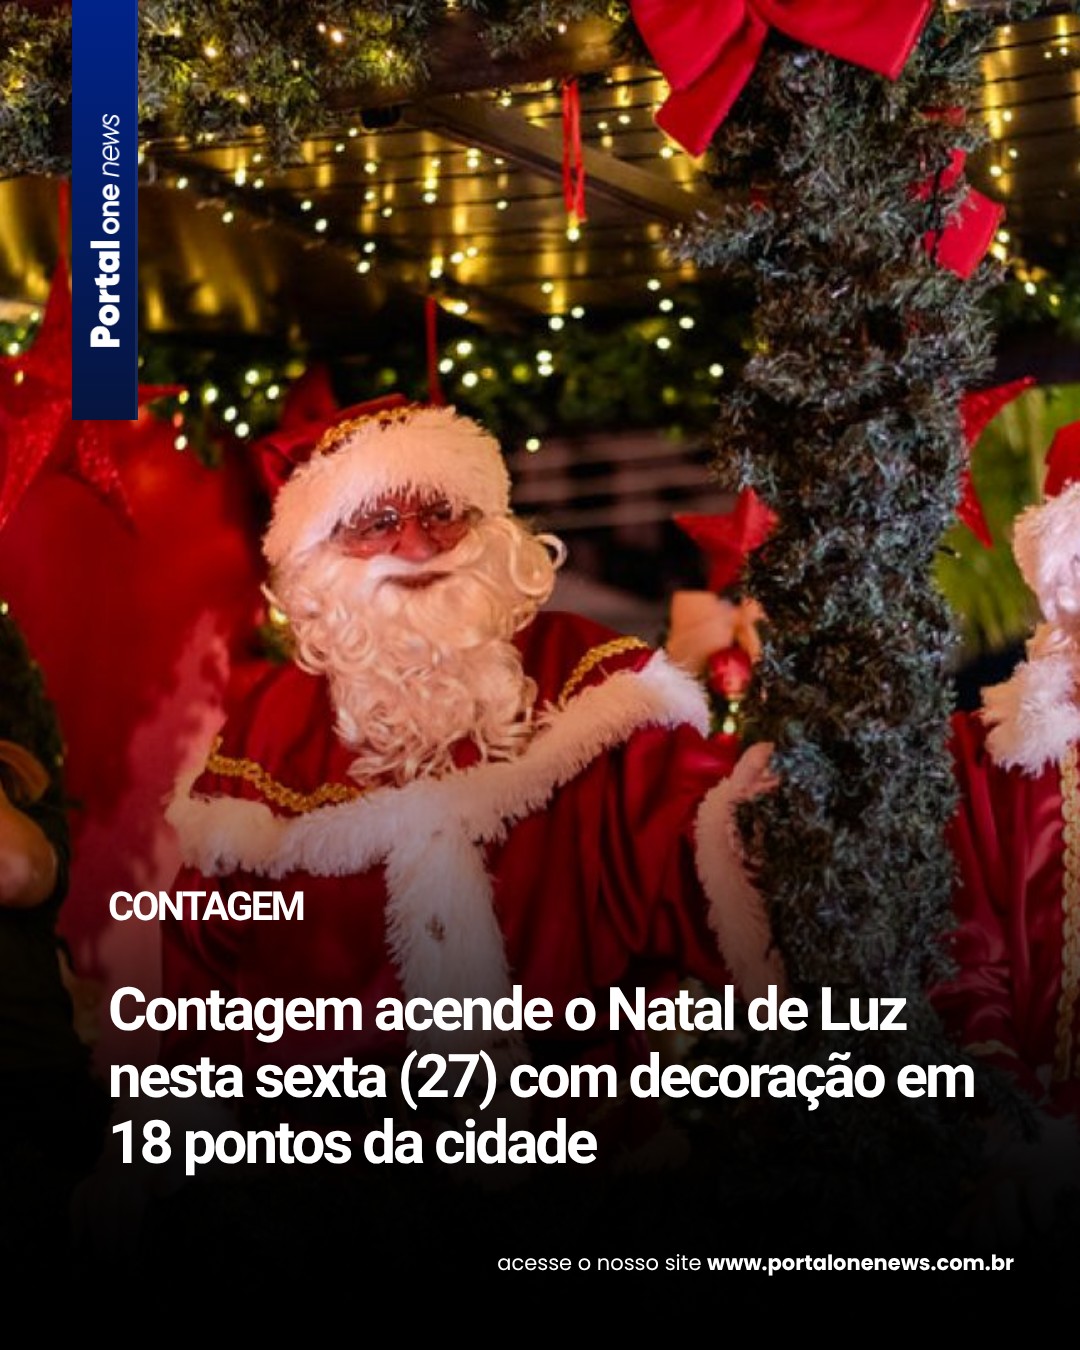 Portal one news
CONTAGEM
Contagem acende o Natal de Luz
nesta sexta (27) com decoração em
18 pontos da cidade
acesse o nosso site www.portalonenews.com.br